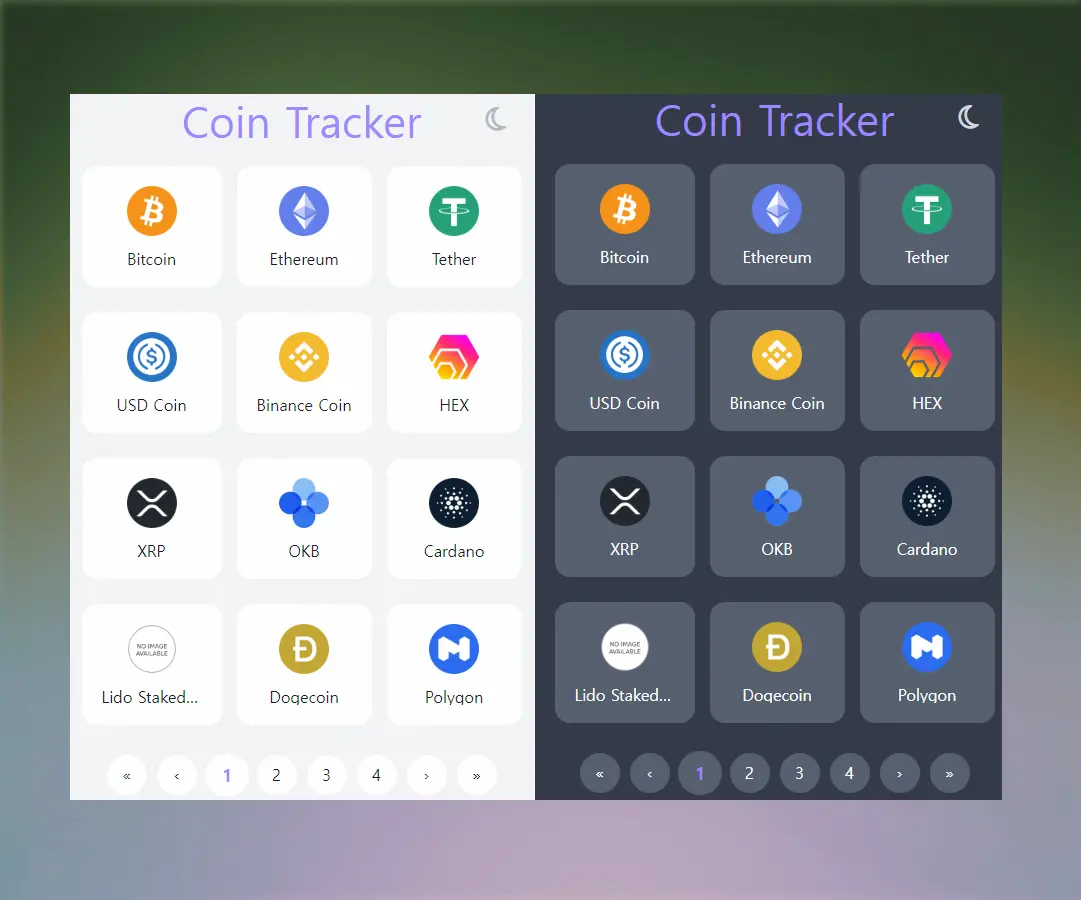 Coin Tracker
Bitcoin Ethereum Tether
USD Coin Binance Coin HEX
XRP OKB Cardano
NO IMAGE
AVAILABLE
Lido Staked... Dogecoin Polygon
« ‹ 1 2 3 4 › »
Coin Tracker
Bitcoin Ethereum Tether
USD Coin Binance Coin HEX
XRP OKB Cardano
NO IMAGE
AVAILABLE
Lido Staked... Dogecoin Polygon
« ‹ 1 2 3 4 › »